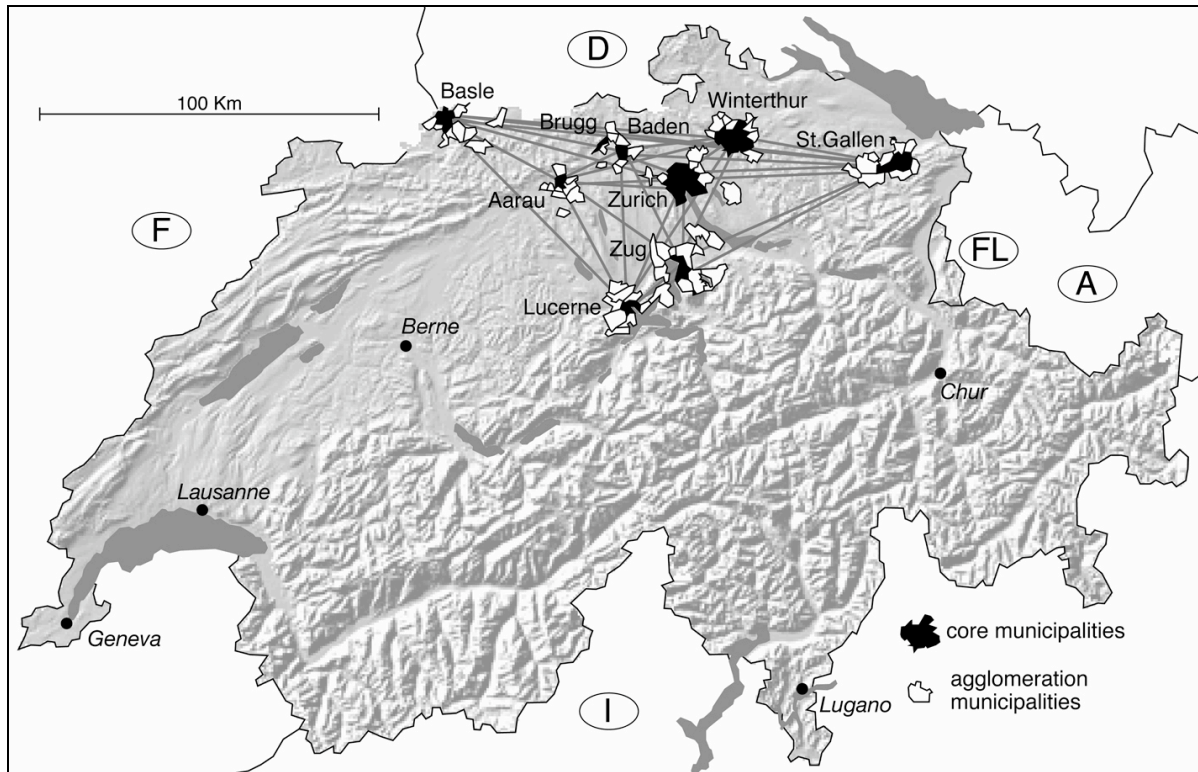 D
Basle
Winterthur
100 Km
Brugg
Baden
St.Gallen
Aarau
Zurich
F
Zug
FL
A
Lucerne
Berne
Chur
Lausanne
Geneva
core municipalities
agglomeration
municipalities
Lugano
I